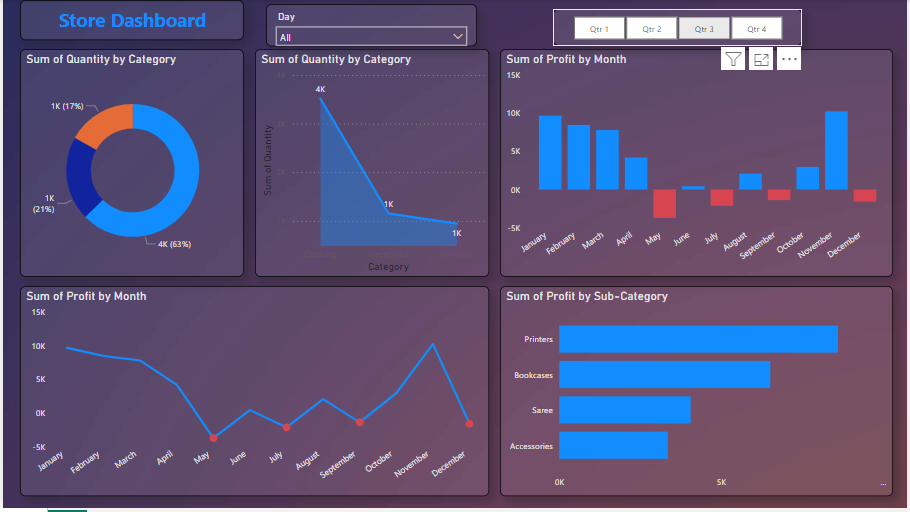 Store Dashboard
Day
All
Qtr 1
Qtr 2
Qtr 3
Qtr 4
Sum of Quantity by Category
1K (17%)
1K
(21%)
4K (63%)
Sum of Quantity by Category
Sum of Quantity
4K
1K
1K
Category
Sum of Profit by Month
15K
10K
5K
0K
-5K
January
February
March
April
May
June
July
August
September
October
November
December
Sum of Profit by Month
15K
10K
5K
0K
-5K
January
February
March
April
May
June
July
August
September
October
November
December
Sum of Profit by Sub-Category
Printers
Bookcases
Saree
Accessories
0K
5K
...